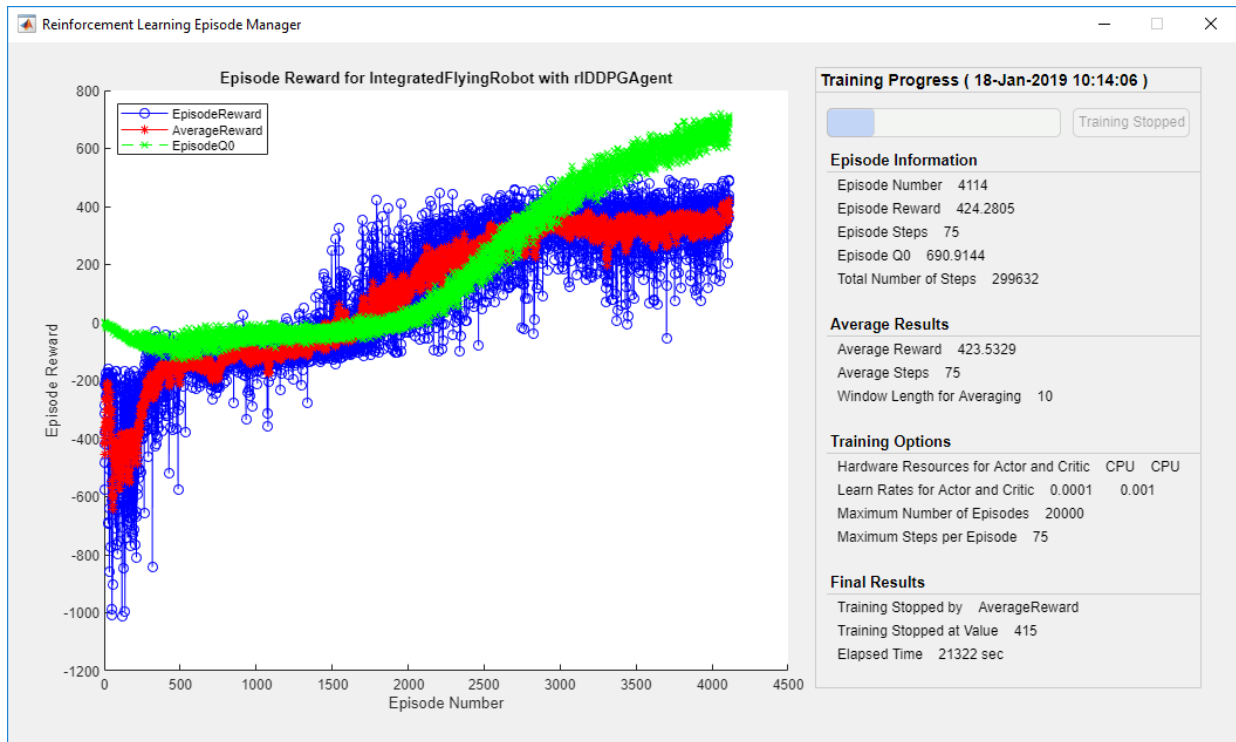 Reinforcement Learning Episode Manager
Episode Reward for IntegratedFlyingRobot with rlDDPGAgent
800
600
400
200
0
-200
-400
-600
-800
-1000
-1200
Episode Reward
EpisodeReward
AverageReward
EpisodeQ0
0 500 1000 1500 2000 2500 3000 3500 4000 4500
Episode Number
Training Progress ( 18-Jan-2019 10:14:06 )
Training Stopped
Episode Information
Episode Number 4114
Episode Reward 424.2805
Episode Steps 75
Episode Q0 690.9144
Total Number of Steps 299632
Average Results
Average Reward 423.5329
Average Steps 75
Window Length for Averaging 10
Training Options
Hardware Resources for Actor and Critic CPU CPU
Learn Rates for Actor and Critic 0.0001 0.001
Maximum Number of Episodes 20000
Maximum Steps per Episode 75
Final Results
Training Stopped by AverageReward
Training Stopped at Value 415
Elapsed Time 21322 sec